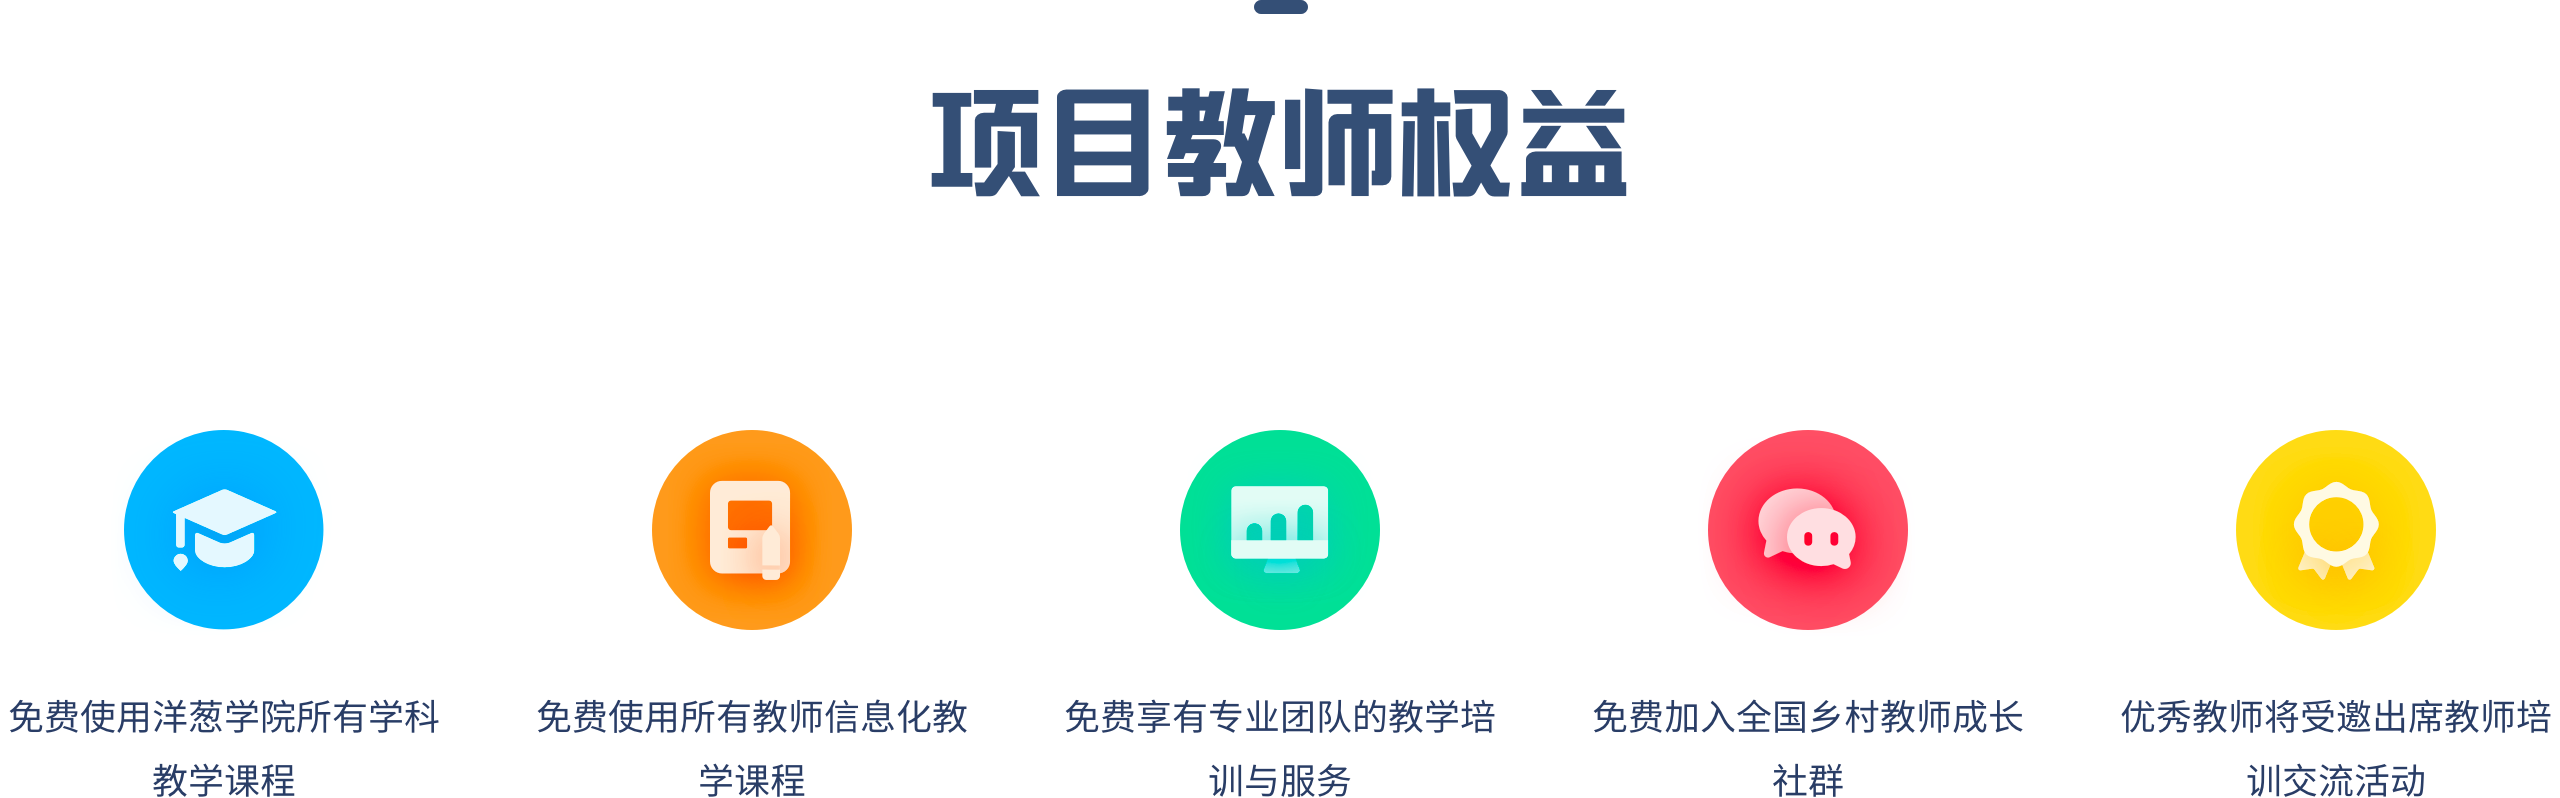 项目教师权益
免费使用洋葱学院所有学科
教学课程
免费使用所有教师信息化教
学课程
免费享有专业团队的教学培
训与服务
免费加入全国乡村教师成长
社群
优秀教师将受邀出席教师培
训交流活动